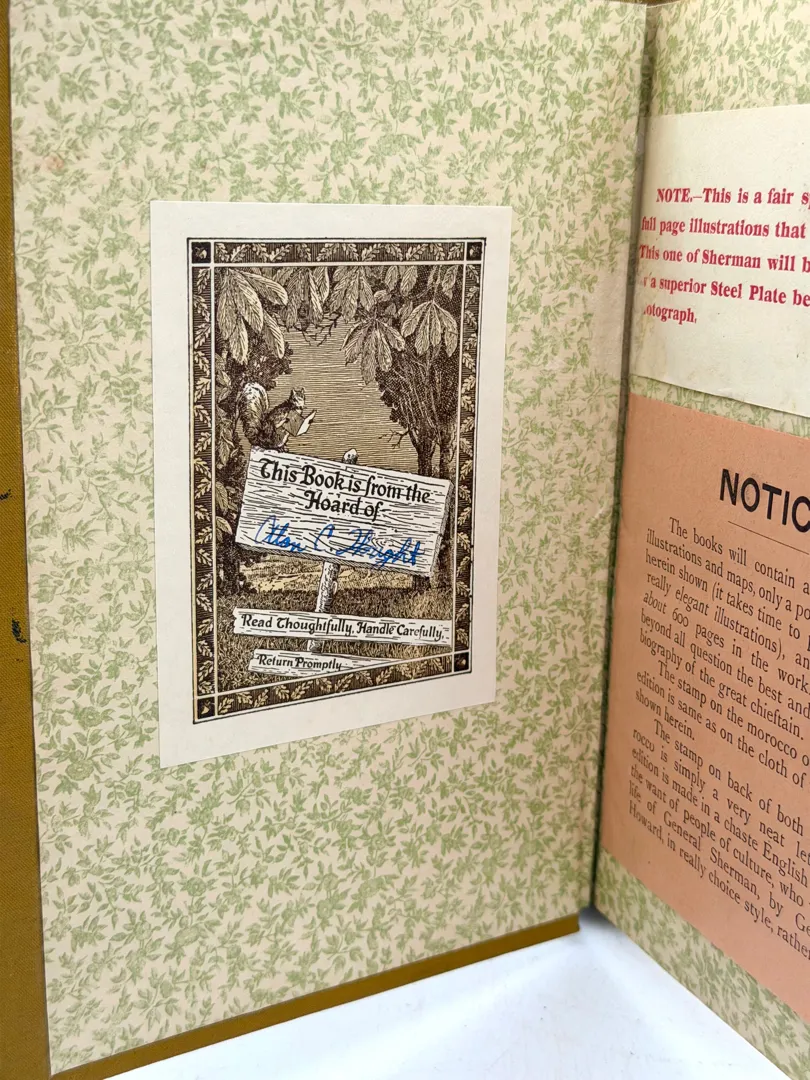 This Book is from the
Hoard of
C. Wright
Read Thoughtfully, Handle Carefully,
Return Promptly
NOTE.—This is a fair
full page illustrations that
This one of Sherman will
a superior Steel Plate be
otograph,
NOTIC
The books will contain a
illustrations and maps, only a
herein shown (it takes time to
really elegant illustrations), an
about 600 pages in the work,
beyond all question the best and
biography of the great chieftain.
The stamp on the morocco
edition is same as on the cloth of
shown herein.
The stamp on back of both
rocco is simply a very neat let
edition is made in a chaste English
the want of people of culture, who
life of General Sherman, by Ge
Howard, in really choice style, rathe